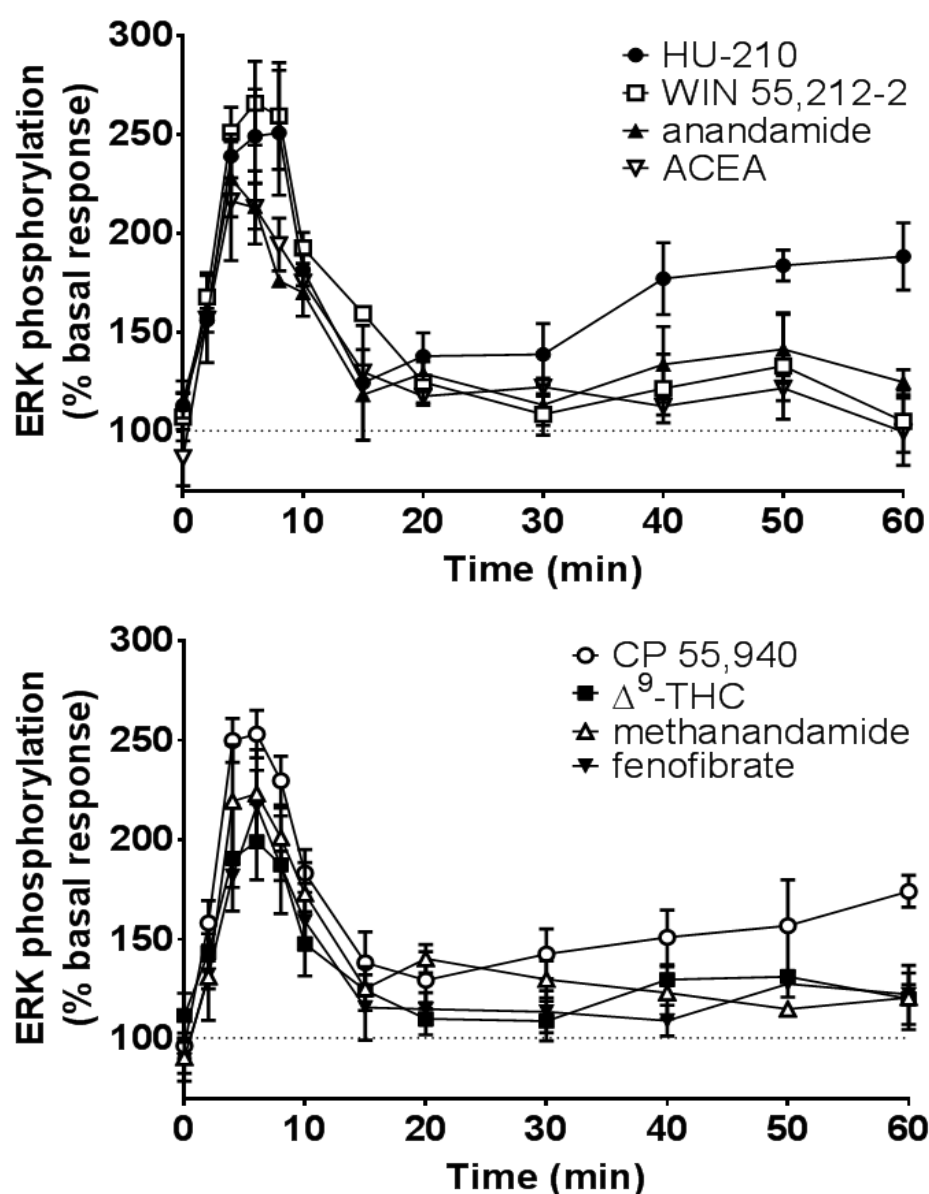 ERK phosphorylation
(% basal response)
300
250
200
150
100
HU-210
WIN 55,212-2
anandamide
ACEA
0 10 20 30 40 50 60
Time (min)
ERK phosphorylation
(% basal response)
300
250
200
150
100
CP 55,940
Δ⁹-THC
methanandamide
fenofibrate
0 10 20 30 40 50 60
Time (min)